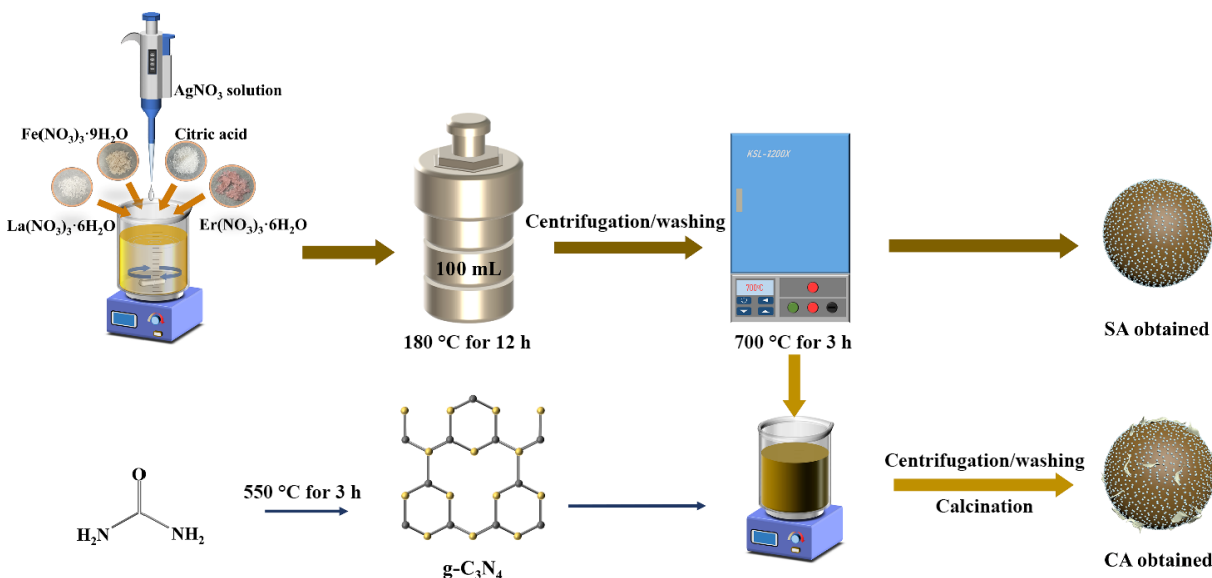 AgNO₃ solution
Fe(NO₃)₃·9H₂O
Citric acid
La(NO₃)₃·6H₂O
Er(NO₃)₃·6H₂O
100 mL
180 °C for 12 h
Centrifugation/washing
KSL-1200X
700°C
700 °C for 3 h
SA obtained
O
H₂N
NH₂
550 °C for 3 h
g-C₃N₄
Centrifugation/washing
Calcination
CA obtained